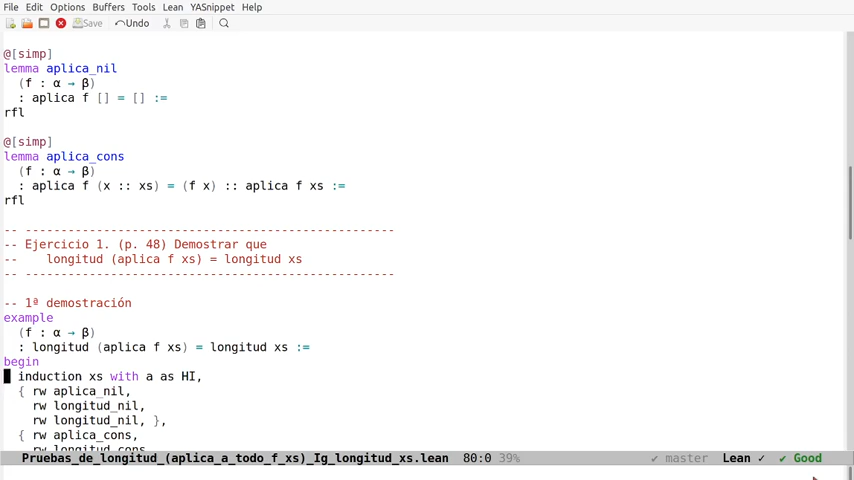 File Edit Options Buffers Tools Lean YASnippet Help
Save Undo
@[simp]
lemma aplica_nil
(f : α → β)
: aplica f [] = [] :=
rfl
@[simp]
lemma aplica_cons
(f : α → β)
: aplica f (x :: xs) = (f x) :: aplica f xs :=
rfl
-- ----------------------------------------------------
-- Ejercicio 1. (p. 48) Demostrar que
--    longitud (aplica f xs) = longitud xs
-- ----------------------------------------------------
-- 1ª demostración
example
(f : α → β)
: longitud (aplica f xs) = longitud xs :=
begin
induction xs with a as HI,
{ rw aplica_nil,
rw longitud_nil,
rw longitud_nil, },
{ rw aplica_cons,
rw longitud_cons
Pruebas_de_longitud_(aplica_a_todo_f_xs)_Ig_longitud_xs.lean 80:0 39% ✓ master Lean ✓ ✓ Good